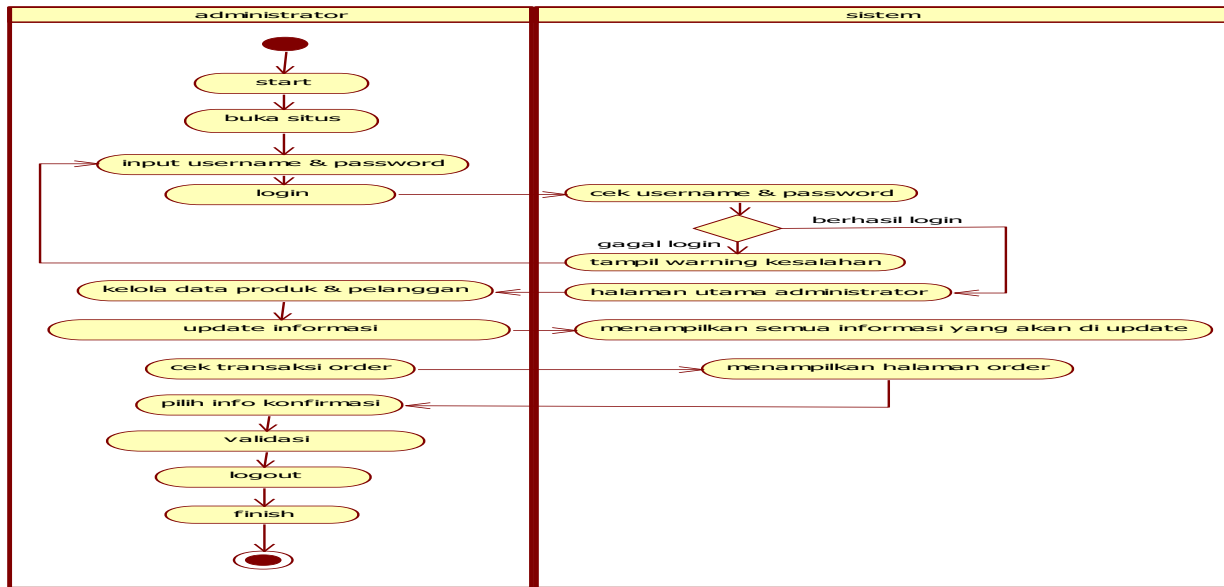 administrator
sistem
start
buka situs
input username & password
login
cek username & password
berhasil login
gagal login
tampil warning kesalahan
kelola data produk & pelanggan
halaman utama administrator
update informasi
menampilkan semua informasi yang akan di update
cek transaksi order
menampilkan halaman order
pilih info konfirmasi
validasi
logout
finish